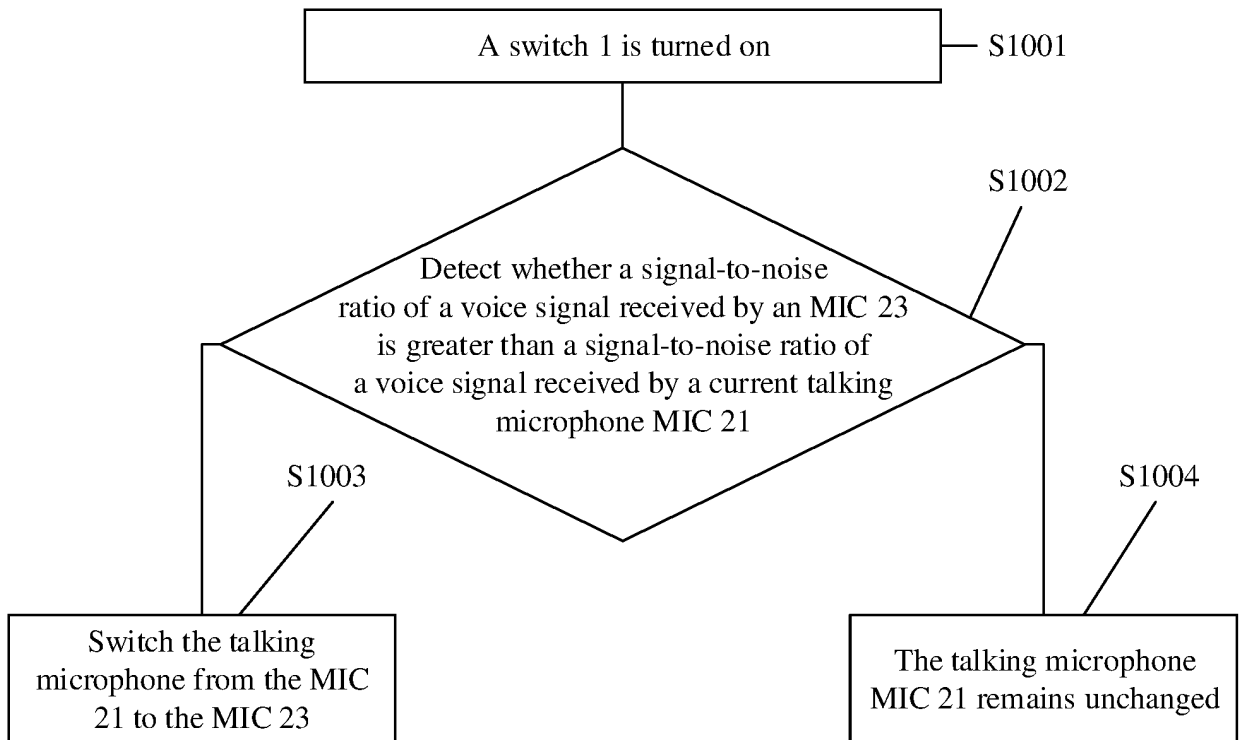 A switch 1 is turned on
S1001
S1002
Detect whether a signal-to-noise
ratio of a voice signal received by an MIC 23
is greater than a signal-to-noise ratio of
a voice signal received by a current talking
microphone MIC 21
S1003
S1004
Switch the talking
microphone from the MIC
21 to the MIC 23
The talking microphone
MIC 21 remains unchanged